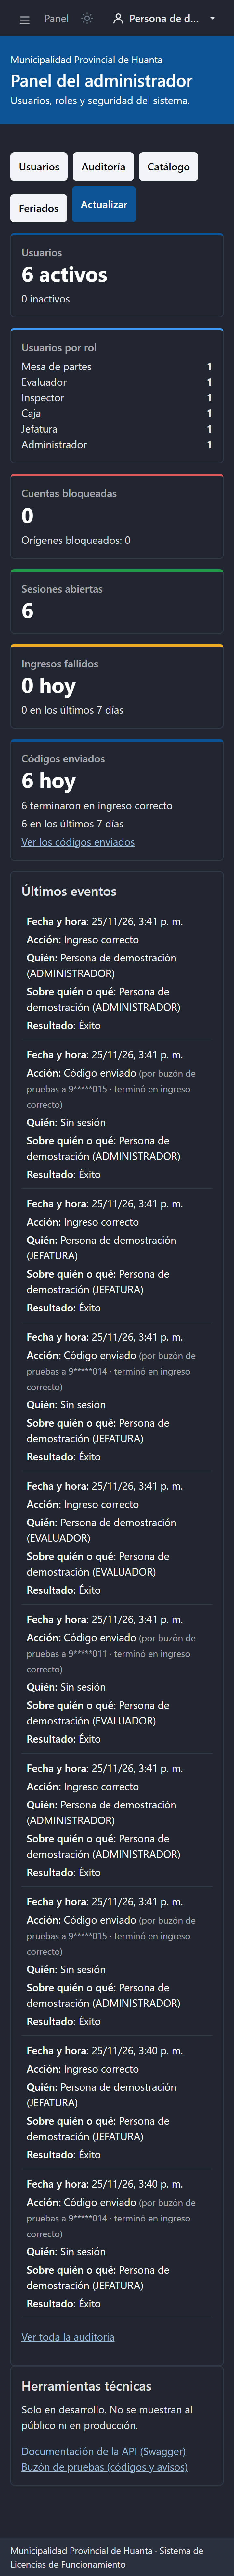 Panel Persona de d...
Municipalidad Provincial de Huanta
Panel del administrador
Usuarios, roles y seguridad del sistema.
Usuarios Auditoría Catálogo
Feriados Actualizar
Usuarios
6 activos
0 inactivos
Usuarios por rol
Mesa de partes 1
Evaluador 1
Inspector 1
Caja 1
Jefatura 1
Administrador 1
Cuentas bloqueadas
0
Orígenes bloqueados: 0
Sesiones abiertas
6
Ingresos fallidos
0 hoy
0 en los últimos 7 días
Códigos enviados
6 hoy
6 terminaron en ingreso correcto
6 en los últimos 7 días
Ver los códigos enviados
Últimos eventos
Fecha y hora: 25/11/26, 3:41 p. m.
Acción: Ingreso correcto
Quién: Persona de demostración
(ADMINISTRADOR)
Sobre quién o qué: Persona de
demostración (ADMINISTRADOR)
Resultado: Éxito
Fecha y hora: 25/11/26, 3:41 p. m.
Acción: Código enviado (por buzón de
pruebas a 9*****015 · terminó en ingreso
correcto)
Quién: Sin sesión
Sobre quién o qué: Persona de
demostración (ADMINISTRADOR)
Resultado: Éxito
Fecha y hora: 25/11/26, 3:41 p. m.
Acción: Ingreso correcto
Quién: Persona de demostración
(JEFATURA)
Sobre quién o qué: Persona de
demostración (JEFATURA)
Resultado: Éxito
Fecha y hora: 25/11/26, 3:41 p. m.
Acción: Código enviado (por buzón de
pruebas a 9*****014 · terminó en ingreso
correcto)
Quién: Sin sesión
Sobre quién o qué: Persona de
demostración (JEFATURA)
Resultado: Éxito
Fecha y hora: 25/11/26, 3:41 p. m.
Acción: Ingreso correcto
Quién: Persona de demostración
(EVALUADOR)
Sobre quién o qué: Persona de
demostración (EVALUADOR)
Resultado: Éxito
Fecha y hora: 25/11/26, 3:41 p. m.
Acción: Código enviado (por buzón de
pruebas a 9*****011 · terminó en ingreso
correcto)
Quién: Sin sesión
Sobre quién o qué: Persona de
demostración (EVALUADOR)
Resultado: Éxito
Fecha y hora: 25/11/26, 3:41 p. m.
Acción: Ingreso correcto
Quién: Persona de demostración
(ADMINISTRADOR)
Sobre quién o qué: Persona de
demostración (ADMINISTRADOR)
Resultado: Éxito
Fecha y hora: 25/11/26, 3:41 p. m.
Acción: Código enviado (por buzón de
pruebas a 9*****015 · terminó en ingreso
correcto)
Quién: Sin sesión
Sobre quién o qué: Persona de
demostración (ADMINISTRADOR)
Resultado: Éxito
Fecha y hora: 25/11/26, 3:40 p. m.
Acción: Ingreso correcto
Quién: Persona de demostración
(JEFATURA)
Sobre quién o qué: Persona de
demostración (JEFATURA)
Resultado: Éxito
Fecha y hora: 25/11/26, 3:40 p. m.
Acción: Código enviado (por buzón de
pruebas a 9*****014 · terminó en ingreso
correcto)
Quién: Sin sesión
Sobre quién o qué: Persona de
demostración (JEFATURA)
Resultado: Éxito
Ver toda la auditoría
Herramientas técnicas
Solo en desarrollo. No se muestran al
público ni en producción.
Documentación de la API (Swagger)
Buzón de pruebas (códigos y avisos)
Municipalidad Provincial de Huanta · Sistema de
Licencias de Funcionamiento